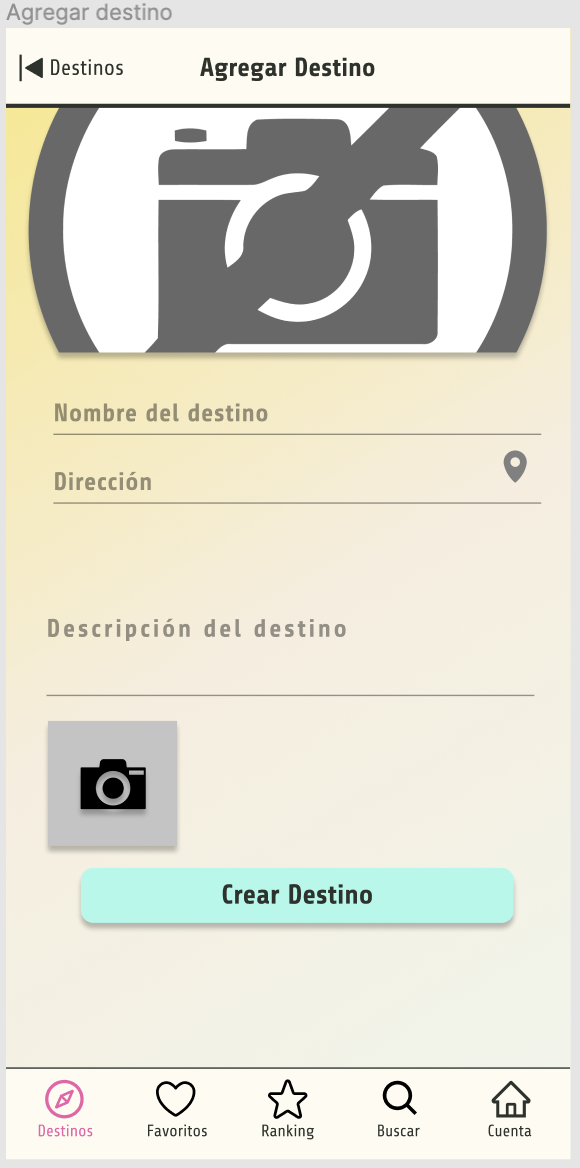 Agregar destino
Destinos
Agregar Destino
Nombre del destino
Dirección
Descripción del destino
Crear Destino
Destinos
Favoritos
Ranking
Buscar
Cuenta